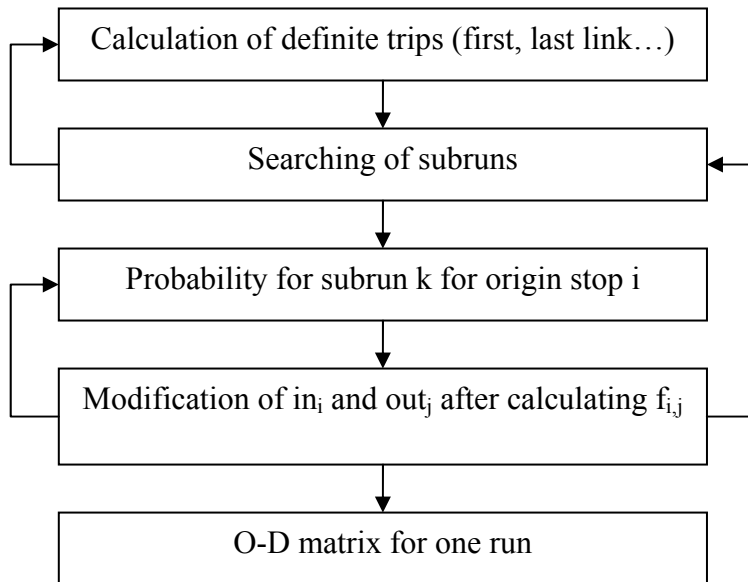 Calculation of definite trips (first, last link…)
Searching of subruns
Probability for subrun k for origin stop i
Modification of inᵢ and outⱼ after calculating fᵢ,ⱼ
O-D matrix for one run